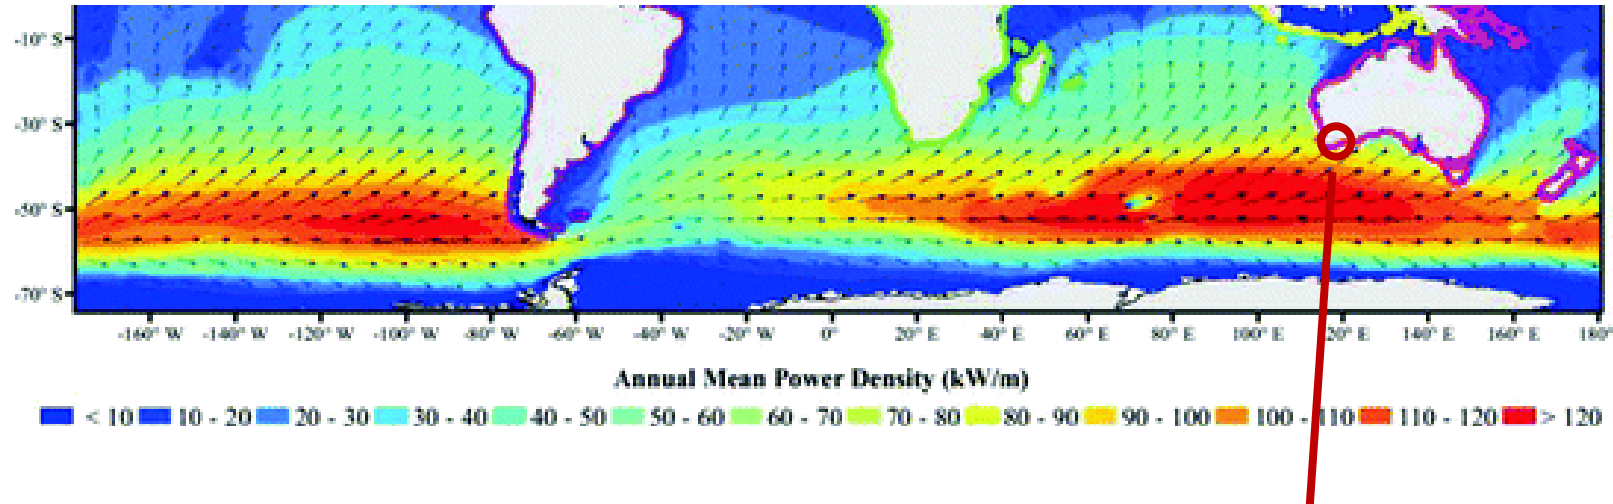 -10° S
-30° S
-50° S
-70° S
-160° W -140° W -120° W -100° W -80° W -60° W -40° W -20° W 0° 20° E 40° E 60° E 80° E 100° E 120° E 140° E 160° E 180°
Annual Mean Power Density (kW/m)
< 10 10 - 20 20 - 30 30 - 40 40 - 50 50 - 60 60 - 70 70 - 80 80 - 90 90 - 100 100 - 110 110 - 120 > 120